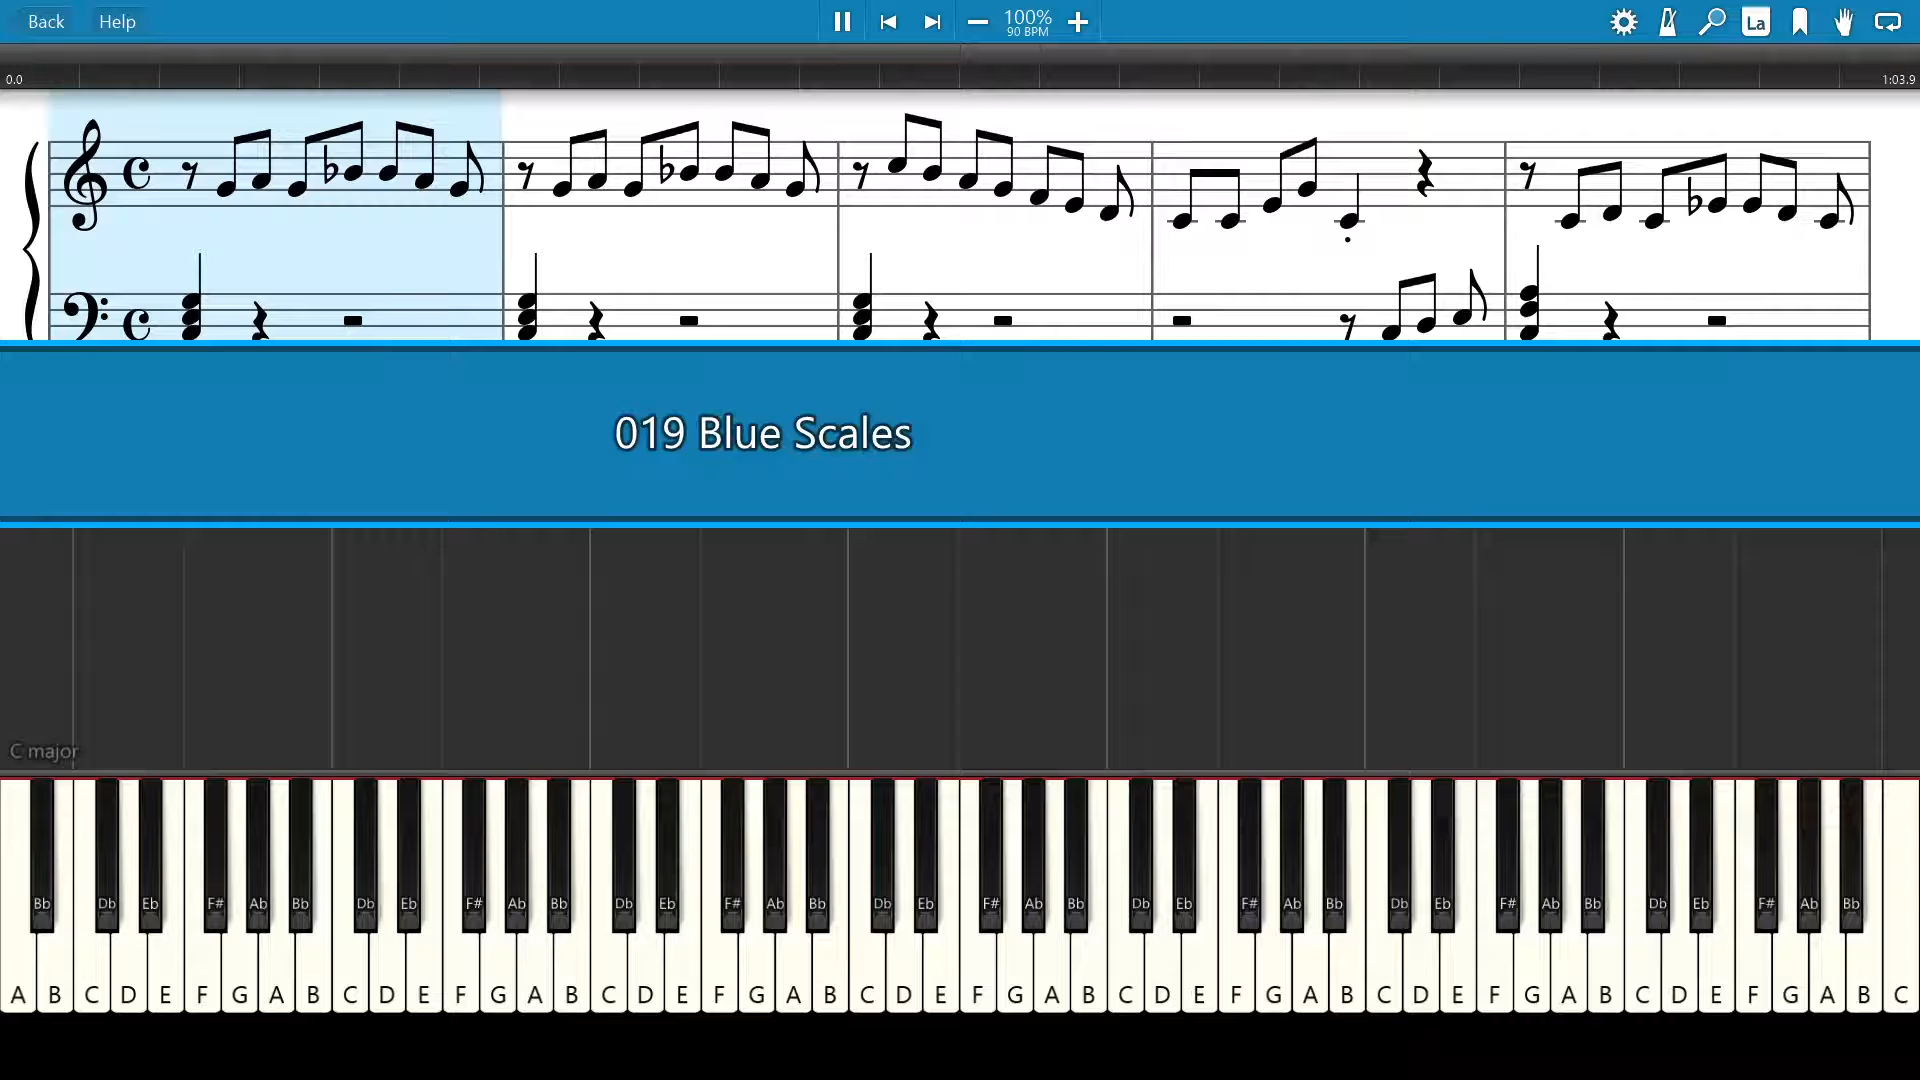 Back Help 100% La
90 BPM
0.0 1:03.9
019 Blue Scales
C major
Bb Db Eb F# Ab Bb Db Eb F# Ab Bb Db Eb F# Ab Bb Db Eb F# Ab Bb Db Eb F# Ab Bb Db Eb F# Ab Bb Db Eb F# Ab Bb
A B C D E F G A B C D E F G A B C D E F G A B C D E F G A B C D E F G A B C D E F G A B C D E F G A B C